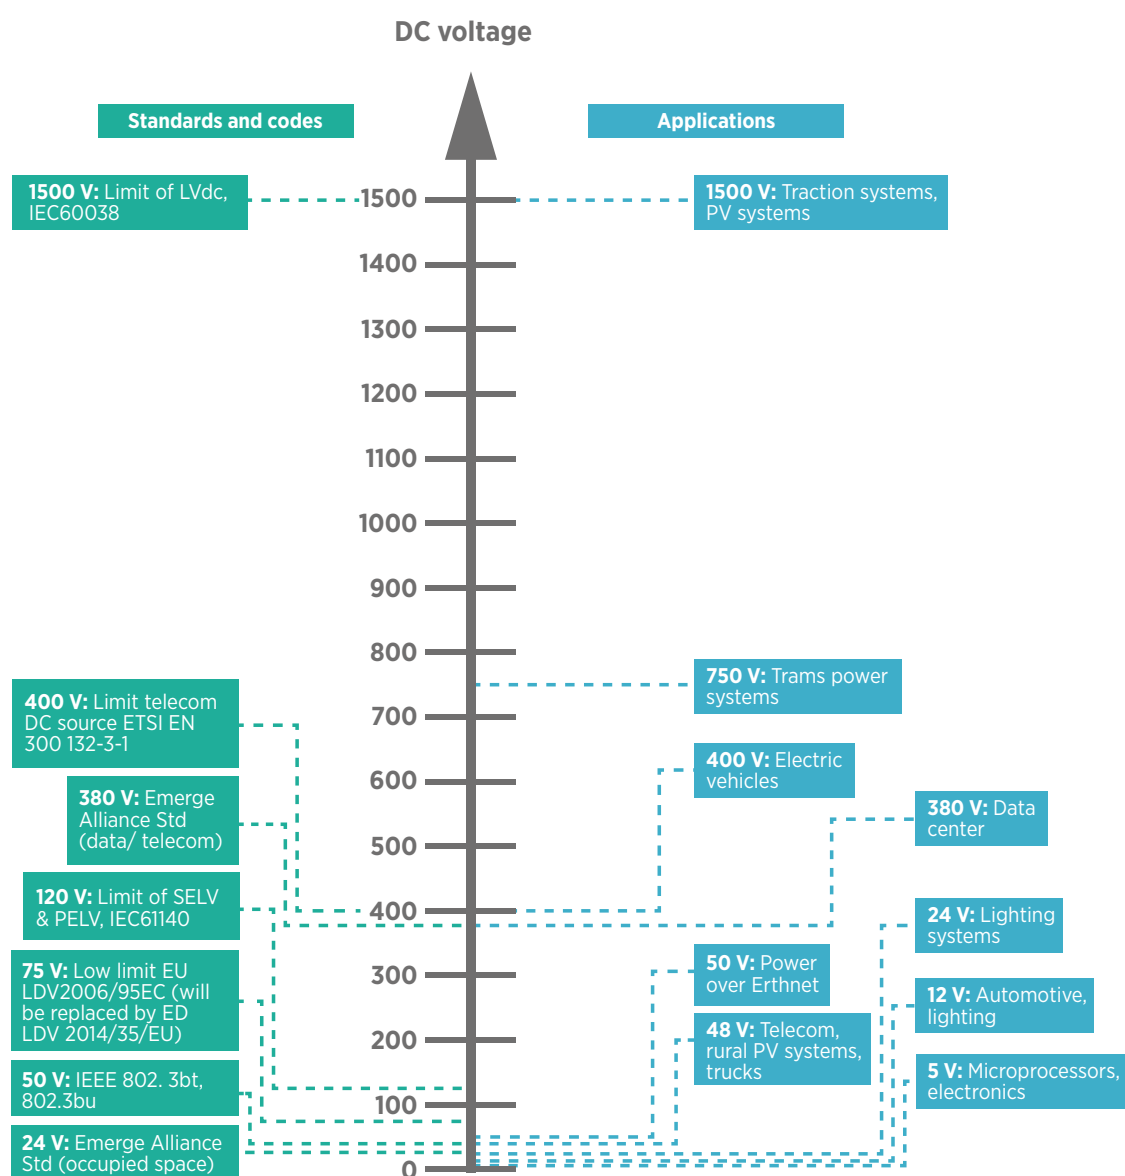 DC voltage
Standards and codes
Applications
1500 V: Limit of LVdc,
IEC60038
1500 V: Traction systems,
PV systems
1500
1400
1300
1200
1100
1000
900
800
700
600
500
400
300
200
100
0
400 V: Limit telecom
DC source ETSI EN
300 132-3-1
380 V: Emerge
Alliance Std
(data/ telecom)
120 V: Limit of SELV
& PELV, IEC61140
75 V: Low limit EU
LDV2006/95EC (will
be replaced by ED
LDV 2014/35/EU)
50 V: IEEE 802. 3bt,
802.3bu
24 V: Emerge Alliance
Std (occupied space)
750 V: Trams power
systems
400 V: Electric
vehicles
380 V: Data
center
24 V: Lighting
systems
50 V: Power
over Erthnet
12 V: Automotive,
lighting
48 V: Telecom,
rural PV systems,
trucks
5 V: Microprocessors,
electronics